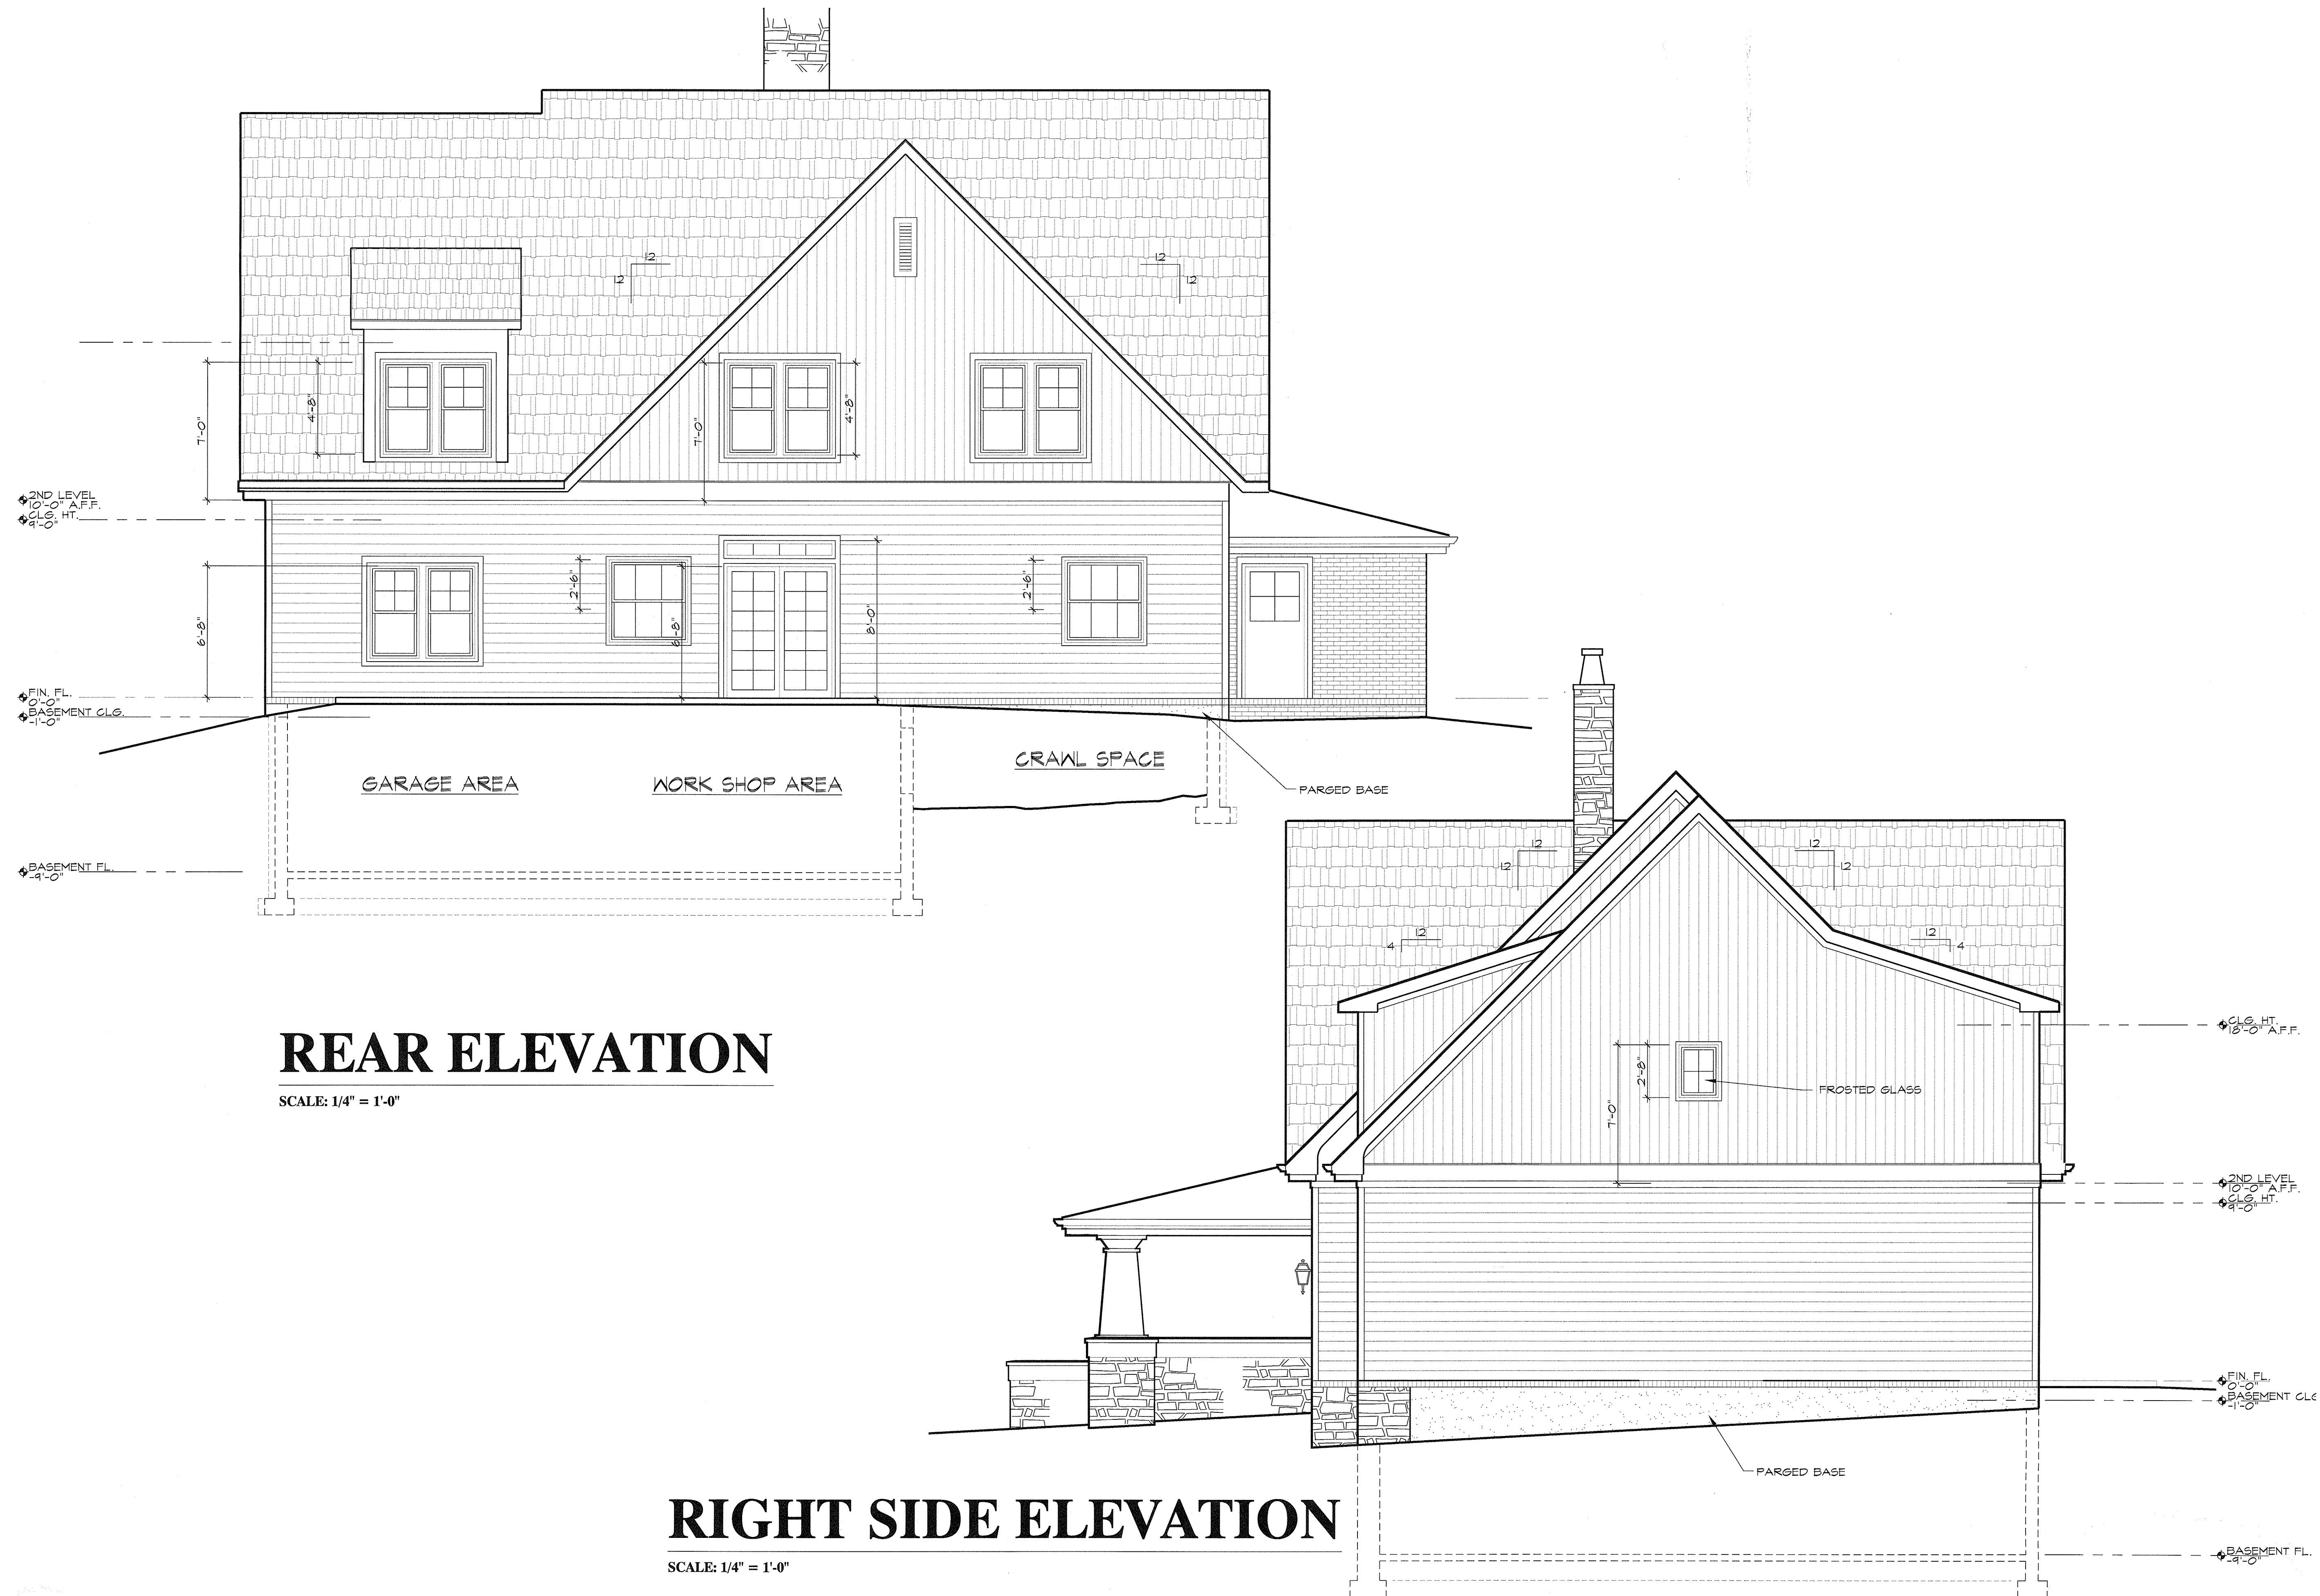 12
12
12
12
7'-0"
4'-8"
7'-0"
4'-8"
2ND LEVEL
10'-0" A.F.F.
CLG. HT.
9'-0"
6'-8"
2'-6"
6'-8"
8'-0"
2'-6"
FIN. FL.
0'-0"
BASEMENT CLG.
-1'-0"
GARAGE AREA
WORK SHOP AREA
CRAWL SPACE
PARGED BASE
BASEMENT FL.
-9'-0"
REAR ELEVATION
SCALE: 1/4" = 1'-0"
12
12
12
12
12
4
12
4
CLG. HT.
18'-0" A.F.F.
2'-8"
7'-0"
FROSTED GLASS
2ND LEVEL
10'-0" A.F.F.
CLG. HT.
9'-0"
FIN. FL.
0'-0"
BASEMENT CLG
-1'-0"
PARGED BASE
BASEMENT FL.
-9'-0"
RIGHT SIDE ELEVATION
SCALE: 1/4" = 1'-0"